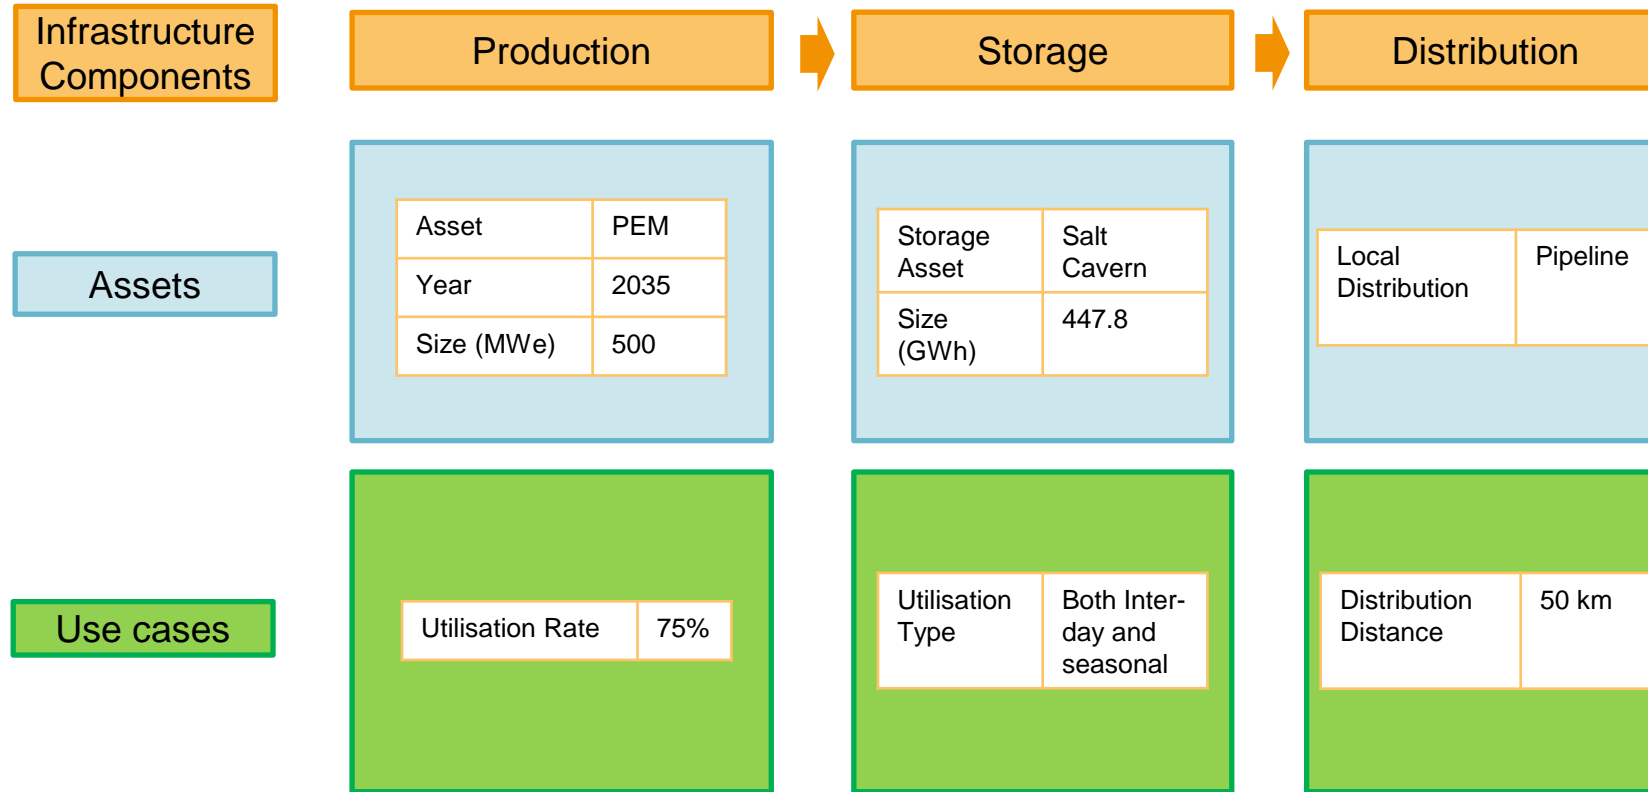 Infrastructure
Components
Production
Storage
Distribution
Assets
Asset PEM
Year 2035
Size (MWe) 500
Storage
Asset
Salt
Cavern
Size
(GWh)
447.8
Local
Distribution
Pipeline
Use cases
Utilisation Rate 75%
Utilisation
Type
Both Inter-
day and
seasonal
Distribution
Distance
50 km